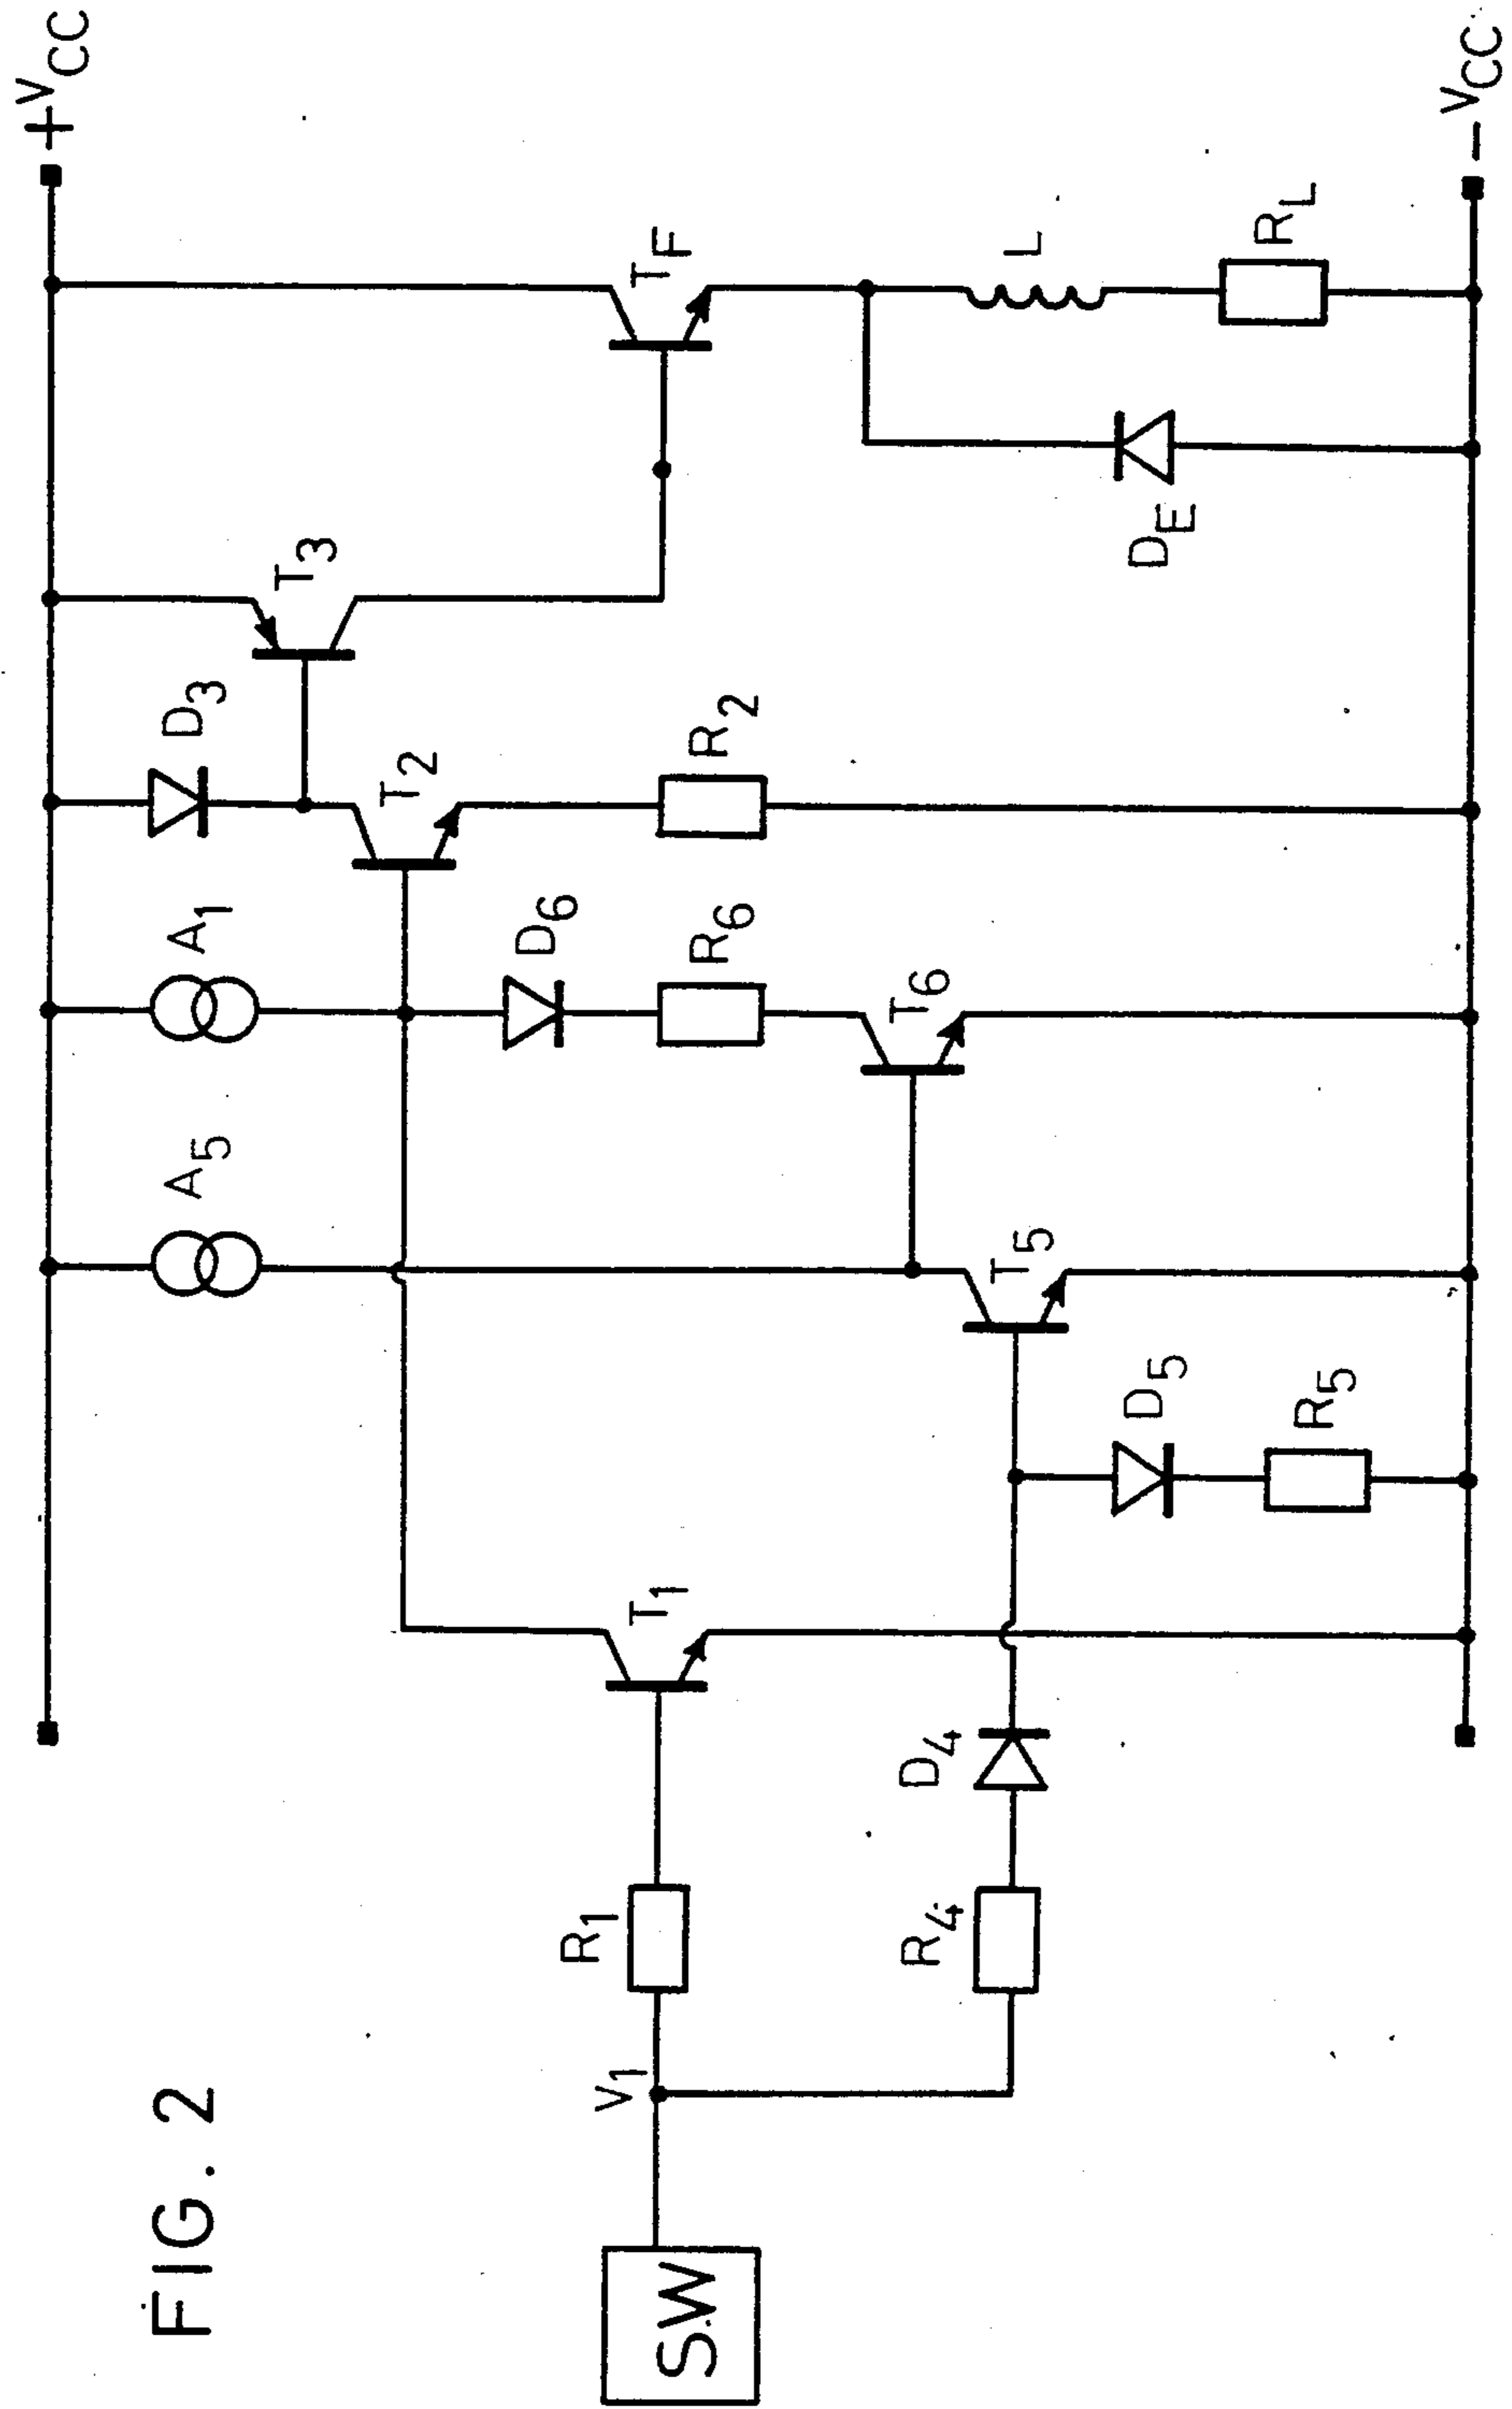 FIG. 2
+VCC
A5
A1
D3
T3
T2
D6
R6
R2
TF
T6
T1
R1
V1
S.W
T5
L
DE
D4
R4
D5
R5
RL
-VCC